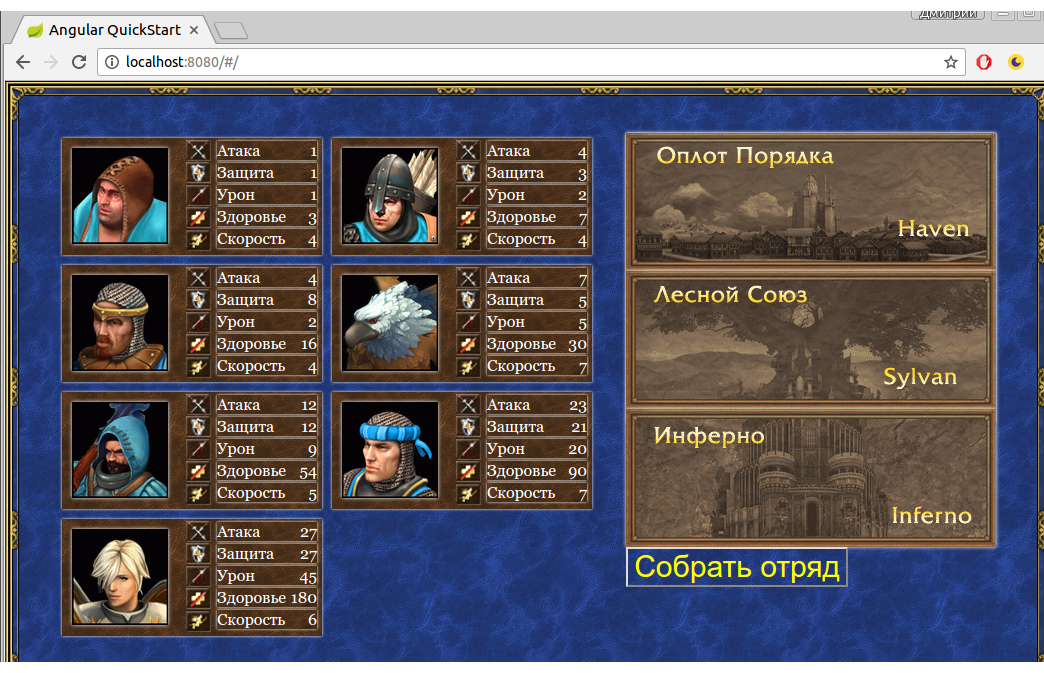 Дмитрий
Angular QuickStart
localhost:8080/#/
Атака 1
Защита 1
Урон 1
Здоровье 3
Скорость 4
Атака 4
Защита 3
Урон 2
Здоровье 7
Скорость 4
Атака 4
Защита 8
Урон 2
Здоровье 16
Скорость 4
Атака 7
Защита 5
Урон 5
Здоровье 30
Скорость 7
Атака 12
Защита 12
Урон 9
Здоровье 54
Скорость 5
Атака 23
Защита 21
Урон 20
Здоровье 90
Скорость 7
Атака 27
Защита 27
Урон 45
Здоровье 180
Скорость 6
Оплот Порядка
Haven
Лесной Союз
Sylvan
Инферно
Inferno
Собрать отряд